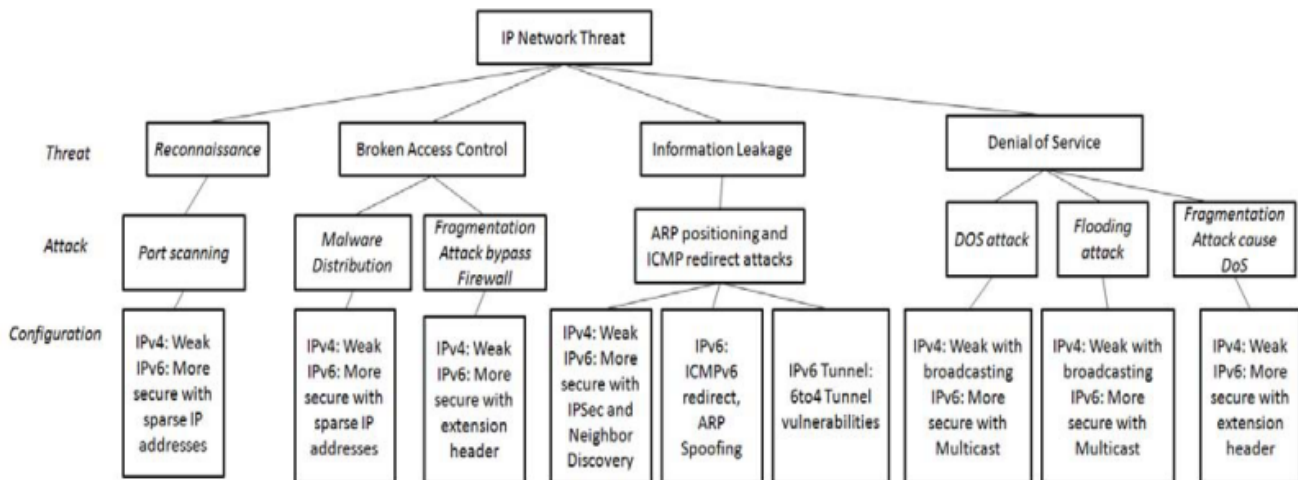 IP Network Threat
Threat
Reconnaissance
Broken Access Control
Information Leakage
Denial of Service
Attack
Port scanning
Malware
Distribution
Fragmentation
Attack bypass
Firewall
ARP positioning and
ICMP redirect attacks
DOS attack
Flooding
attack
Fragmentation
Attack cause
DoS
Configuration
IPv4: Weak
IPv6: More
secure with
sparse IP
addresses
IPv4: Weak
IPv6: More
secure with
sparse IP
addresses
IPv4: Weak
IPv6: More
secure with
extension
header
IPv4: Weak
IPv6: More
secure with
IPSec and
Neighbor
Discovery
IPv6:
ICMPv6
redirect,
ARP
Spoofing
IPv6 Tunnel:
6to4 Tunnel
vulnerabilities
IPv4: Weak with
broadcasting
IPv6: More
secure with
Multicast
IPv4: Weak with
broadcasting
IPv6: More
secure with
Multicast
IPv4: Weak
IPv6: More
secure with
extension
header